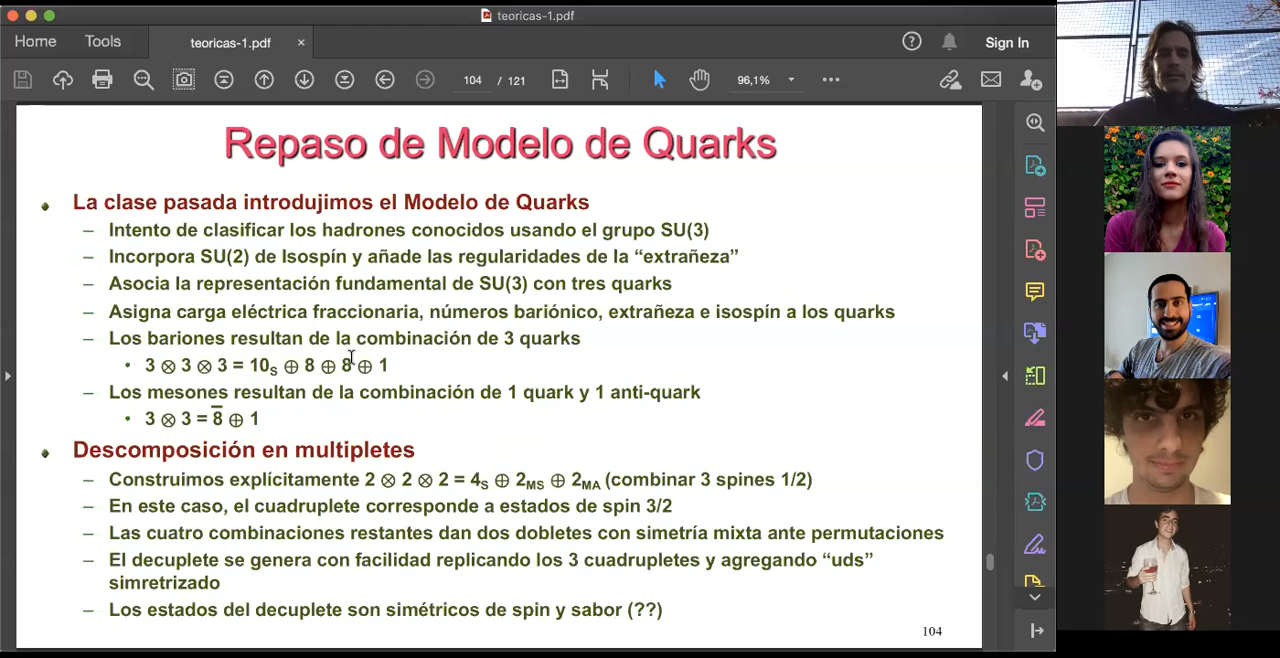 teoricas-1.pdf
Home Tools teoricas-1.pdf × Sign In
104 / 121 96,1%
Repaso de Modelo de Quarks
La clase pasada introdujimos el Modelo de Quarks
– Intento de clasificar los hadrones conocidos usando el grupo SU(3)
– Incorpora SU(2) de Isospín y añade las regularidades de la “extrañeza”
– Asocia la representación fundamental de SU(3) con tres quarks
– Asigna carga eléctrica fraccionaria, números bariónico, extrañeza e isospín a los quarks
– Los bariones resultan de la combinación de 3 quarks
• 3 ⊗ 3 ⊗ 3 = 10S ⊕ 8 ⊕ 8 ⊕ 1
– Los mesones resultan de la combinación de 1 quark y 1 anti-quark
• 3 ⊗ 3 = 8̅ ⊕ 1
Descomposición en multipletes
– Construimos explícitamente 2 ⊗ 2 ⊗ 2 = 4S ⊕ 2MS ⊕ 2MA (combinar 3 spines 1/2)
– En este caso, el cuadruplete corresponde a estados de spin 3/2
– Las cuatro combinaciones restantes dan dos dobletes con simetría mixta ante permutaciones
– El decuplete se genera con facilidad replicando los 3 cuadrupletes y agregando “uds”
simretrizado
– Los estados del decuplete son simétricos de spin y sabor (??)
104